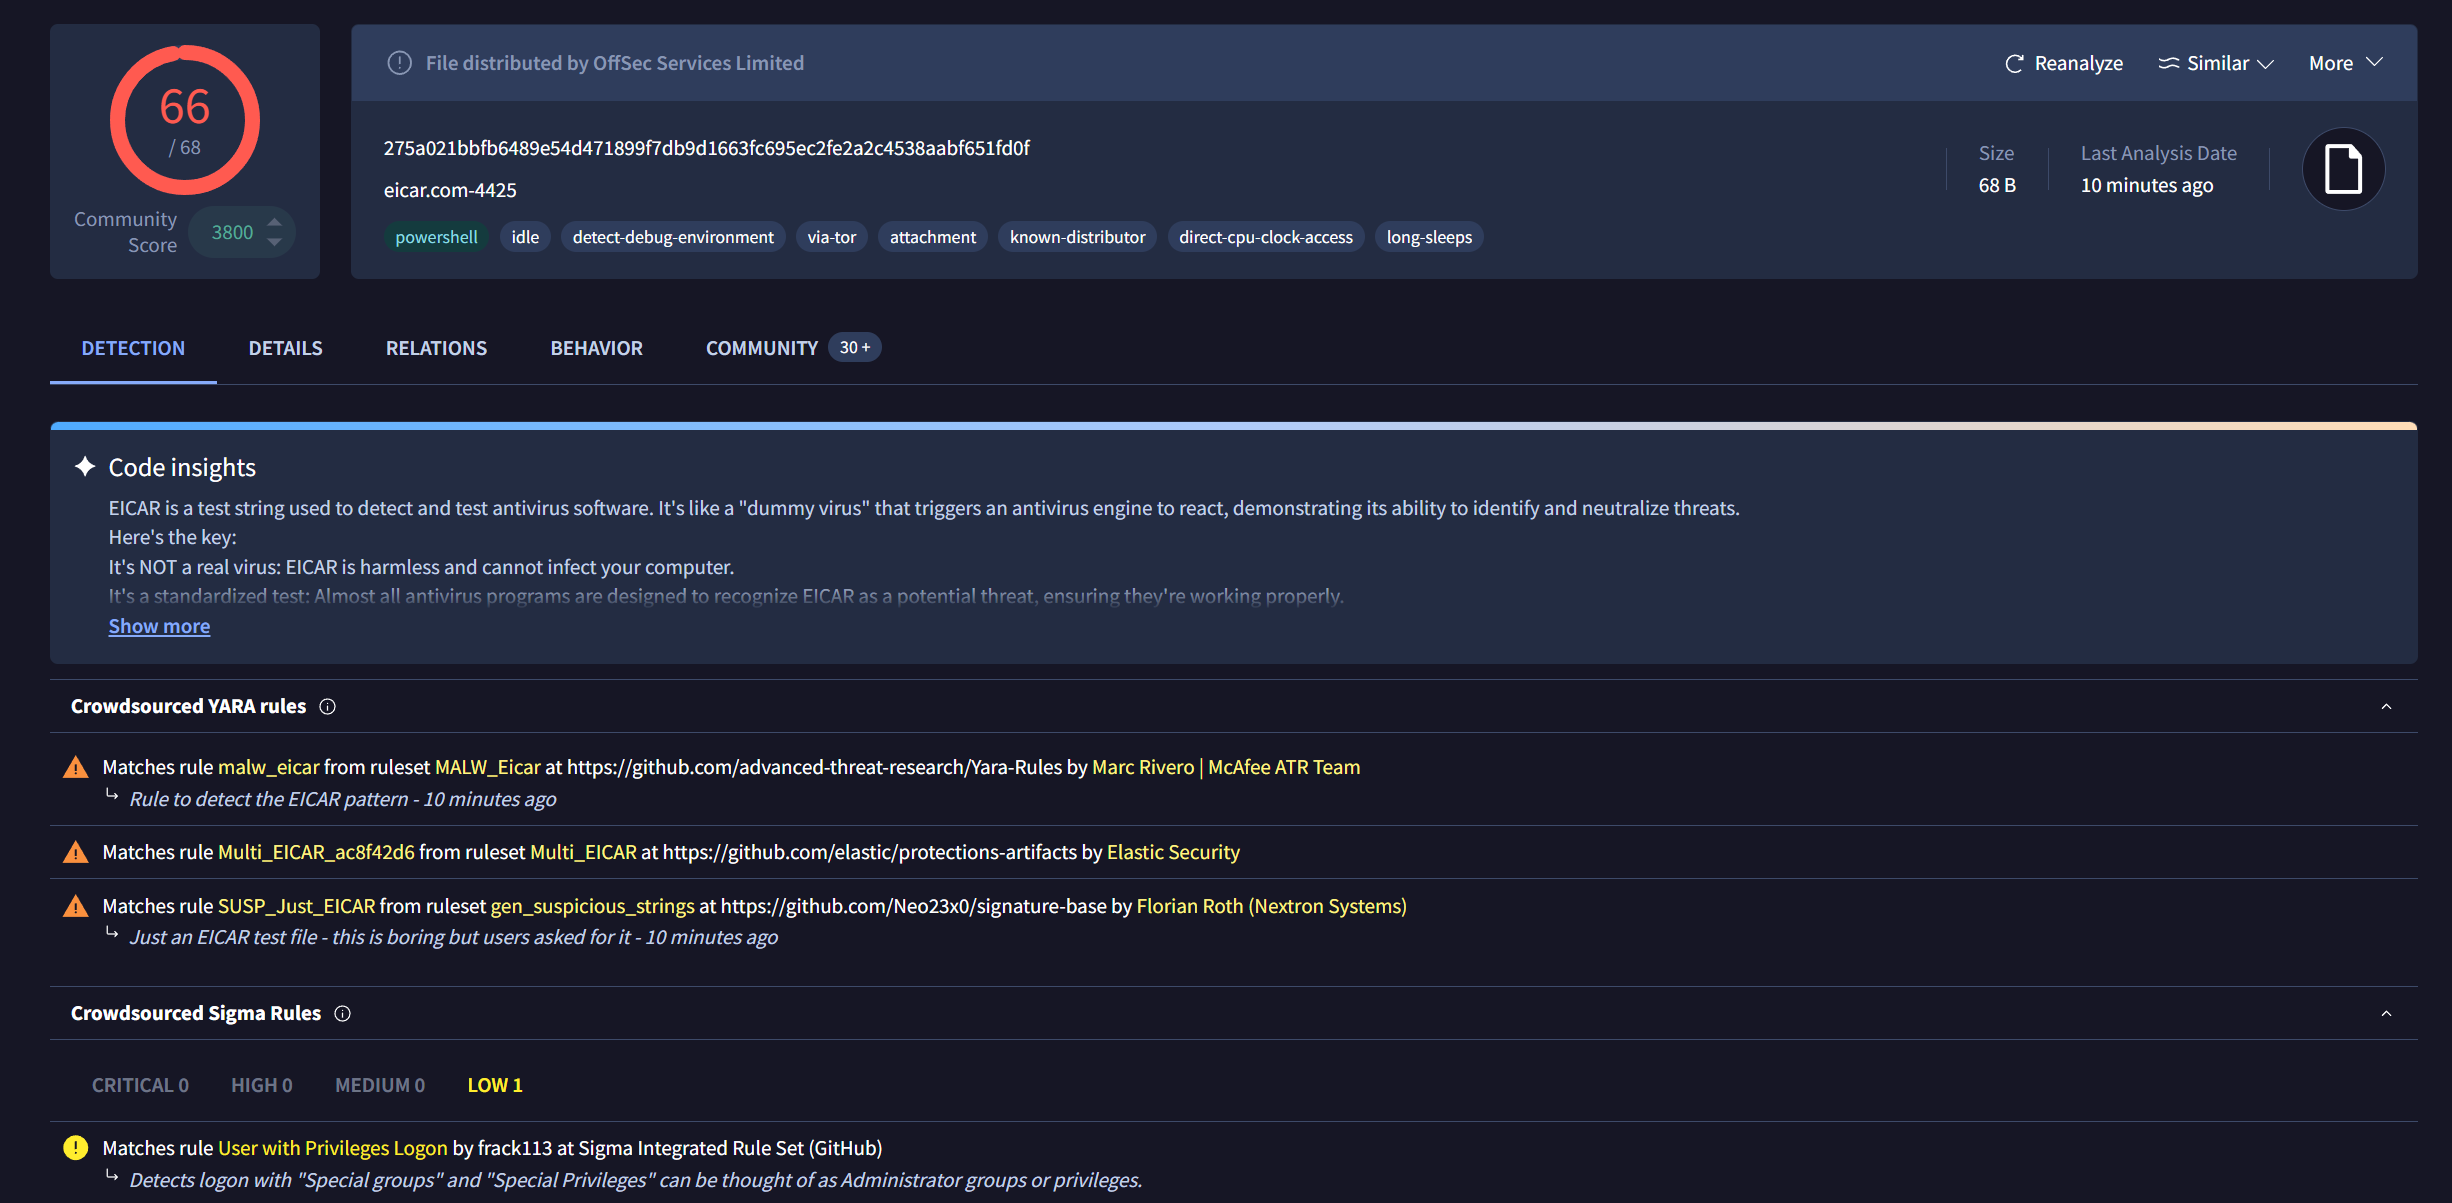 66
/ 68
Community
Score
3800
File distributed by OffSec Services Limited
Reanalyze
Similar
More
275a021bbfb6489e54d471899f7db9d1663fc695ec2fe2a2c4538aabf651fd0f
eicar.com-4425
powershell idle detect-debug-environment via-tor attachment known-distributor direct-cpu-clock-access long-sleeps
Size
68 B
Last Analysis Date
10 minutes ago
DETECTION DETAILS RELATIONS BEHAVIOR COMMUNITY 30 +
Code insights
EICAR is a test string used to detect and test antivirus software. It's like a "dummy virus" that triggers an antivirus engine to react, demonstrating its ability to identify and neutralize threats.
Here's the key:
It's NOT a real virus: EICAR is harmless and cannot infect your computer.
It's a standardized test: Almost all antivirus programs are designed to recognize EICAR as a potential threat, ensuring they're working properly.
Show more
Crowdsourced YARA rules
Matches rule malw_eicar from ruleset MALW_Eicar at https://github.com/advanced-threat-research/Yara-Rules by Marc Rivero | McAfee ATR Team
Rule to detect the EICAR pattern - 10 minutes ago
Matches rule Multi_EICAR_ac8f42d6 from ruleset Multi_EICAR at https://github.com/elastic/protections-artifacts by Elastic Security
Matches rule SUSP_Just_EICAR from ruleset gen_suspicious_strings at https://github.com/Neo23x0/signature-base by Florian Roth (Nextron Systems)
Just an EICAR test file - this is boring but users asked for it - 10 minutes ago
Crowdsourced Sigma Rules
CRITICAL 0 HIGH 0 MEDIUM 0 LOW 1
Matches rule User with Privileges Logon by frack113 at Sigma Integrated Rule Set (GitHub)
Detects logon with "Special groups" and "Special Privileges" can be thought of as Administrator groups or privileges.